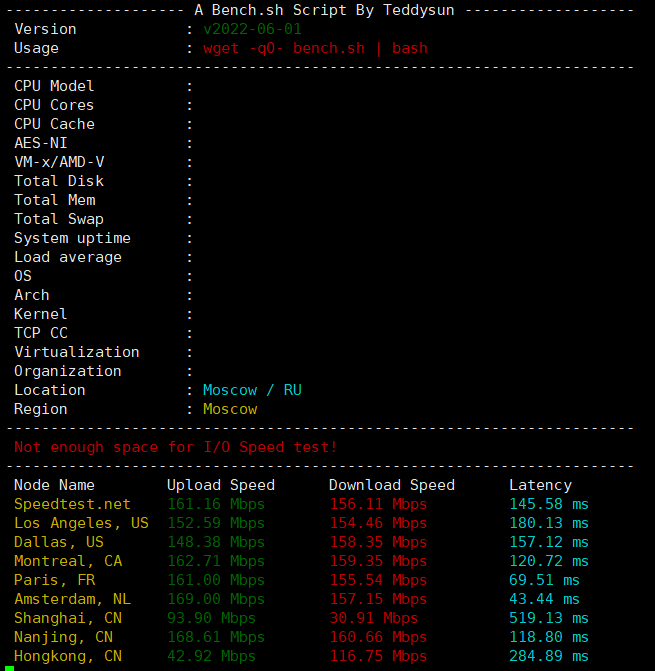 -------------------- A Bench.sh Script By Teddysun -------------------
Version : v2022-06-01
Usage : wget -qO- bench.sh | bash
----------------------------------------------------------------------
CPU Model :
CPU Cores :
CPU Cache :
AES-NI :
VM-x/AMD-V :
Total Disk :
Total Mem :
Total Swap :
System uptime :
Load average :
OS :
Arch :
Kernel :
TCP CC :
Virtualization :
Organization :
Location : Moscow / RU
Region : Moscow
----------------------------------------------------------------------
Not enough space for I/O Speed test!
----------------------------------------------------------------------
Node Name Upload Speed Download Speed Latency
Speedtest.net 161.16 Mbps 156.11 Mbps 145.58 ms
Los Angeles, US 152.59 Mbps 154.46 Mbps 180.13 ms
Dallas, US 148.38 Mbps 158.35 Mbps 157.12 ms
Montreal, CA 162.71 Mbps 159.35 Mbps 120.72 ms
Paris, FR 161.00 Mbps 155.54 Mbps 69.51 ms
Amsterdam, NL 169.00 Mbps 157.15 Mbps 43.44 ms
Shanghai, CN 93.90 Mbps 30.91 Mbps 519.13 ms
Nanjing, CN 168.61 Mbps 160.66 Mbps 118.80 ms
Hongkong, CN 42.92 Mbps 116.75 Mbps 284.89 ms